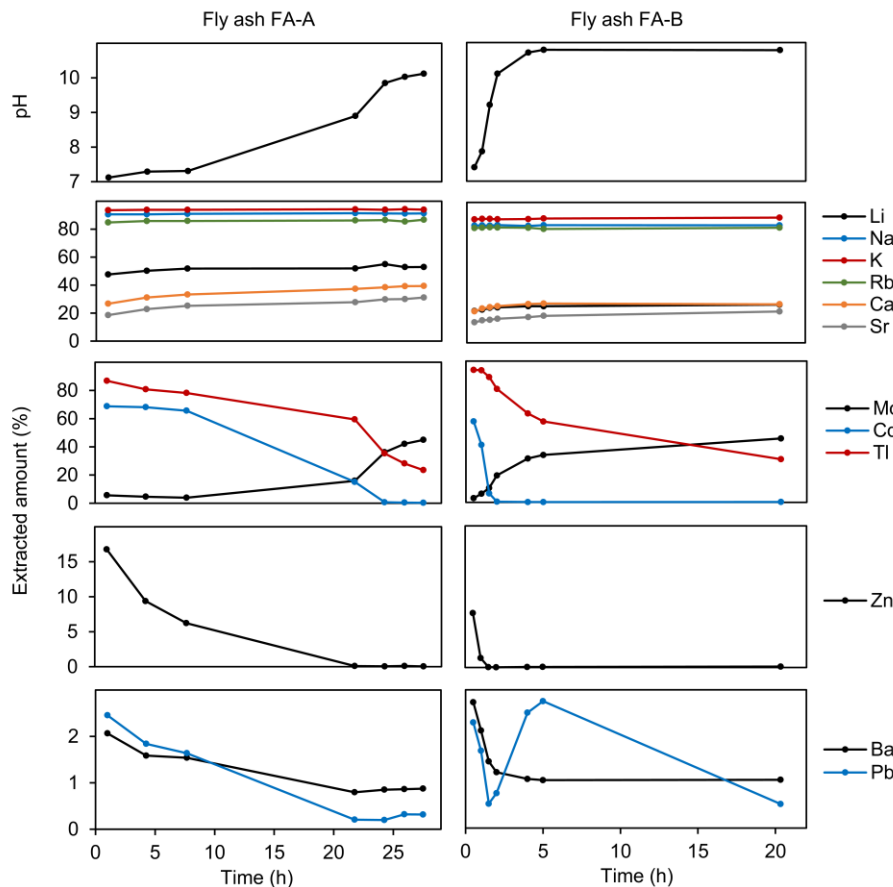 Fly ash FA-A
Fly ash FA-B
pH
10
9
8
7
Extracted amount (%)
80
60
40
20
0
Li
Na
K
Rb
Ca
Sr
80
60
40
20
0
Tl
15
10
5
0
Zn
2
1
0
Ba
Pb
0 5 10 15 20 25
0 5 10 15 20
Time (h)
Time (h)